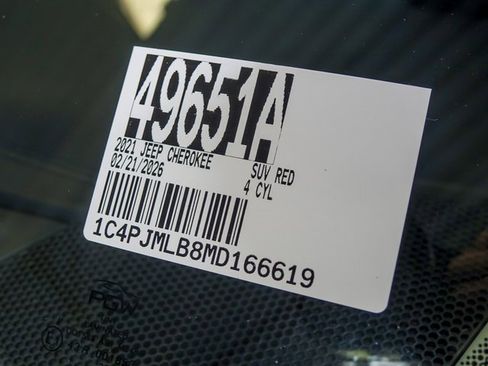 49651A
2021 JEEP CHEROKEE SUV RED
02/21/2026 4 CYL
1C4PJMLB8MD166619
PGW